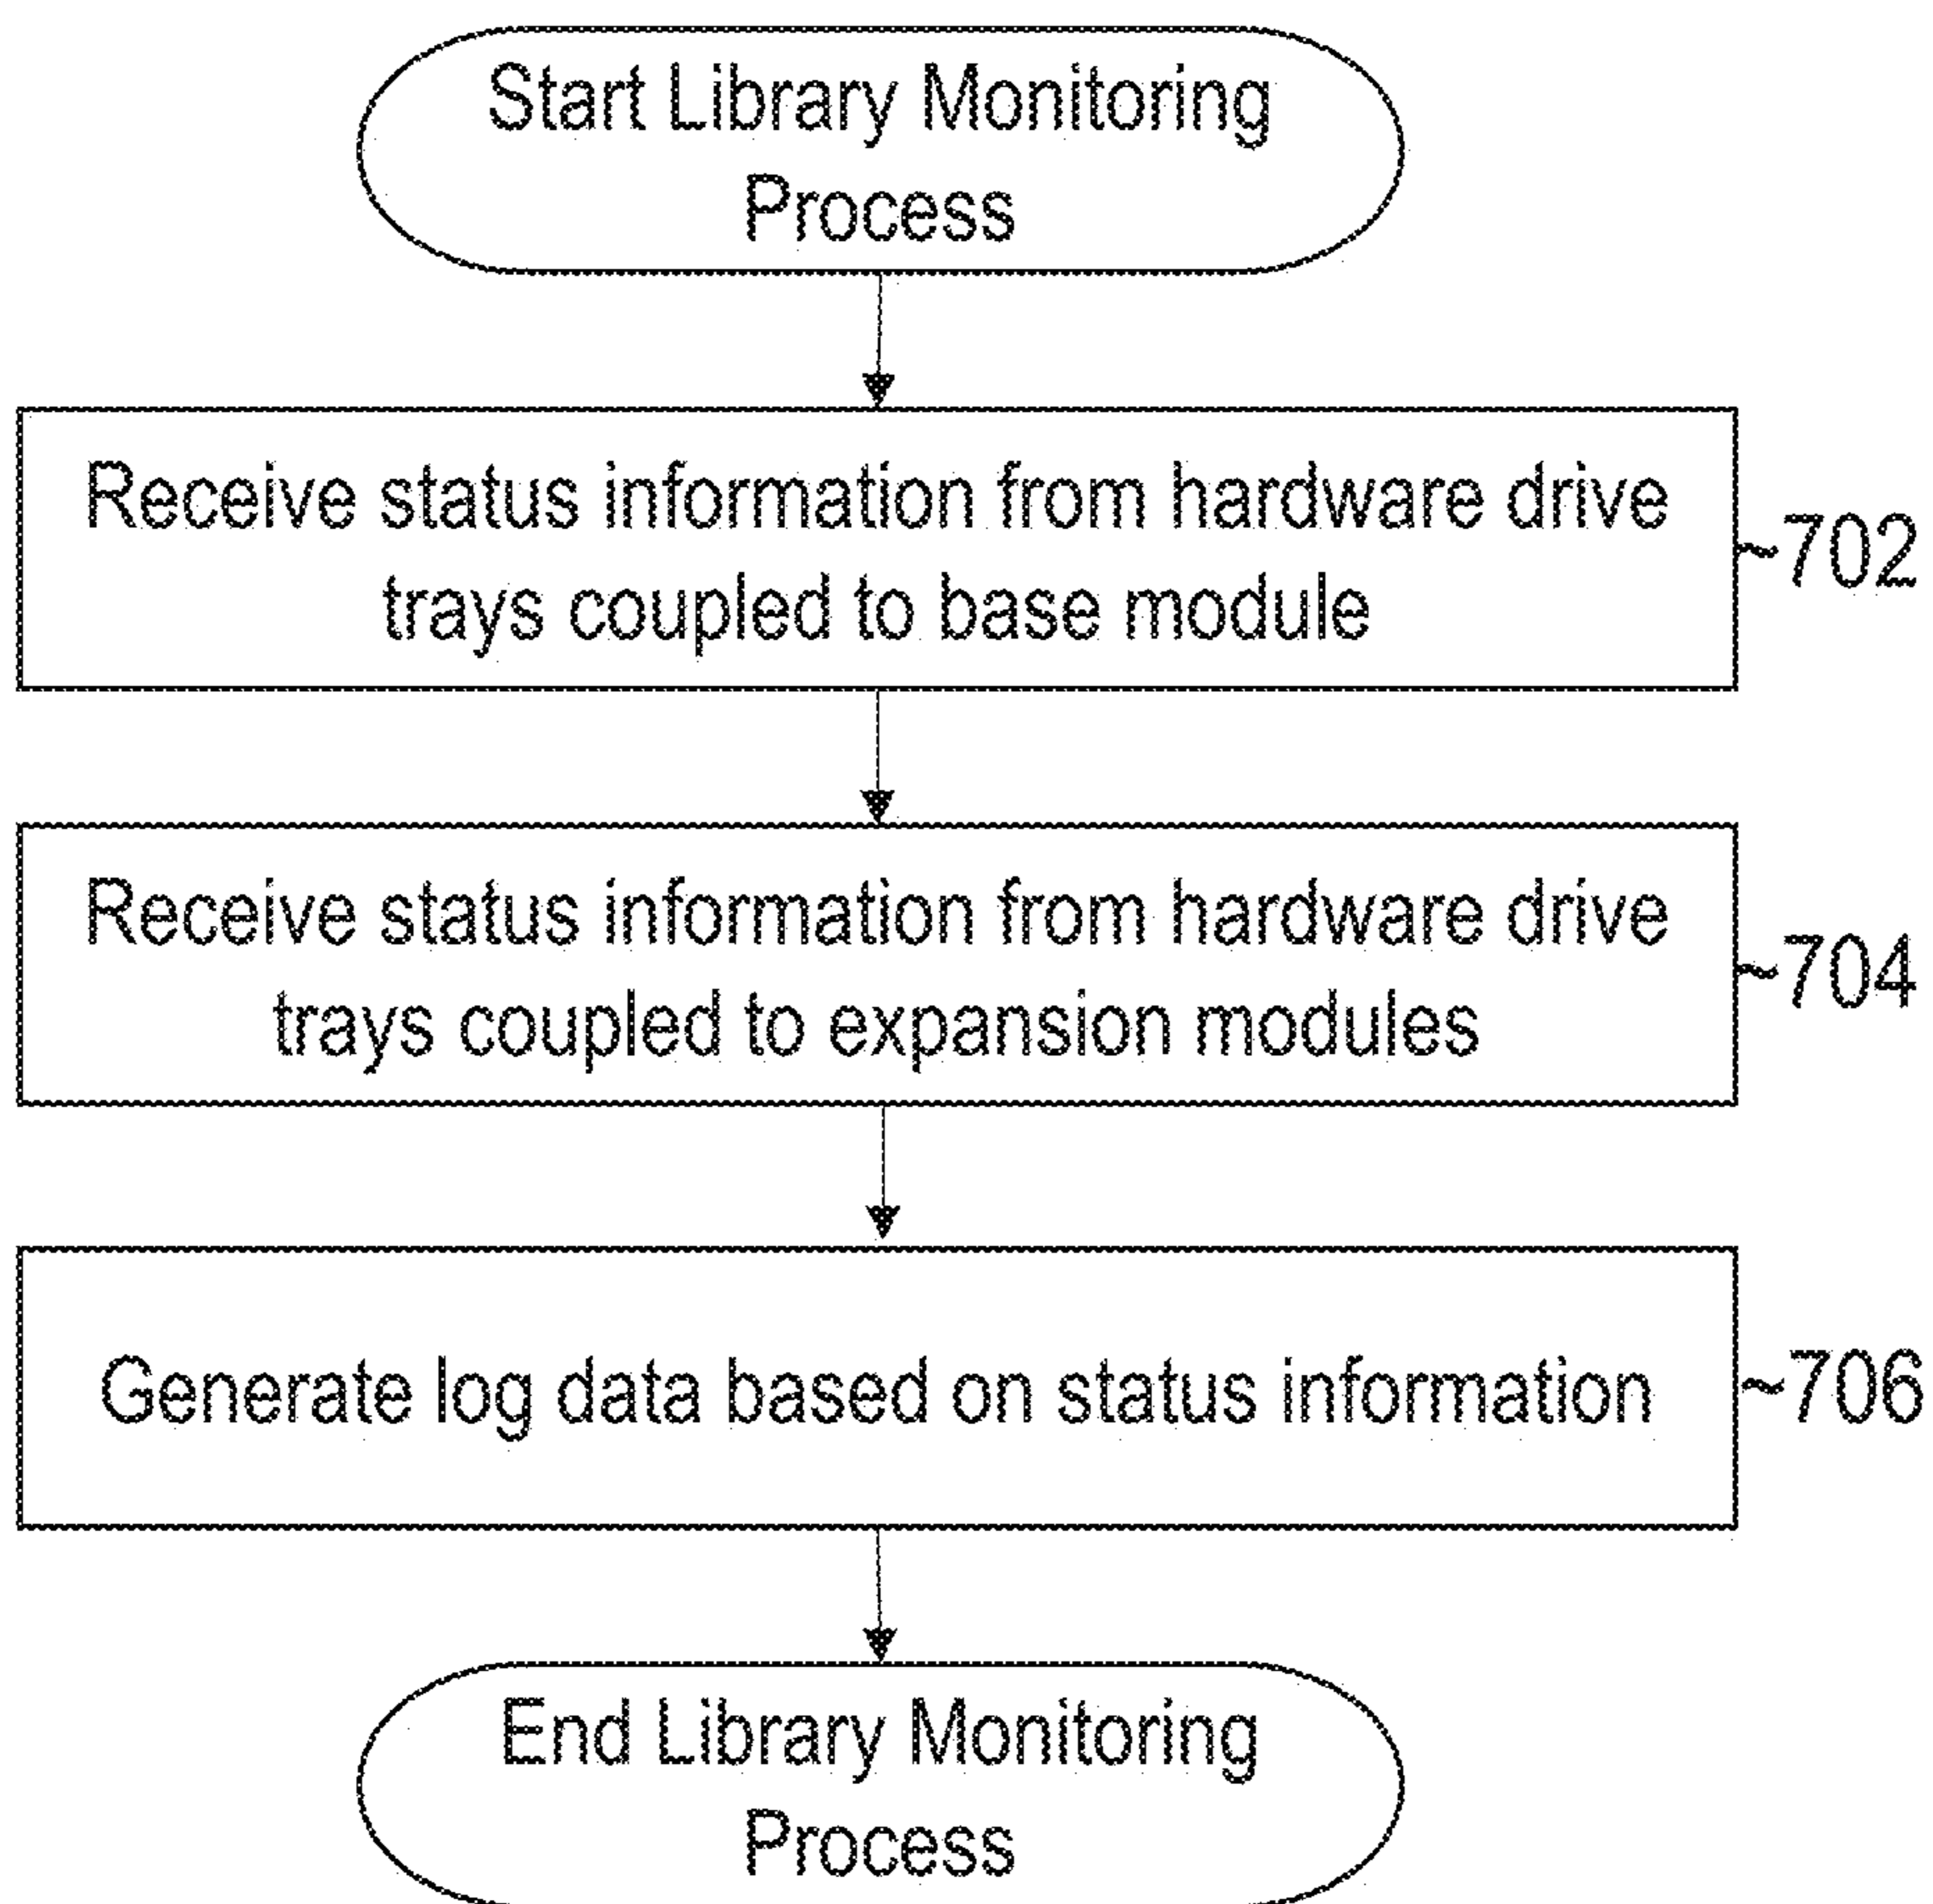 Start Library Monitoring
Process
Receive status information from hardware drive
trays coupled to base module
~702
Receive status information from hardware drive
trays coupled to expansion modules
~704
Generate log data based on status information
~706
End Library Monitoring
Process